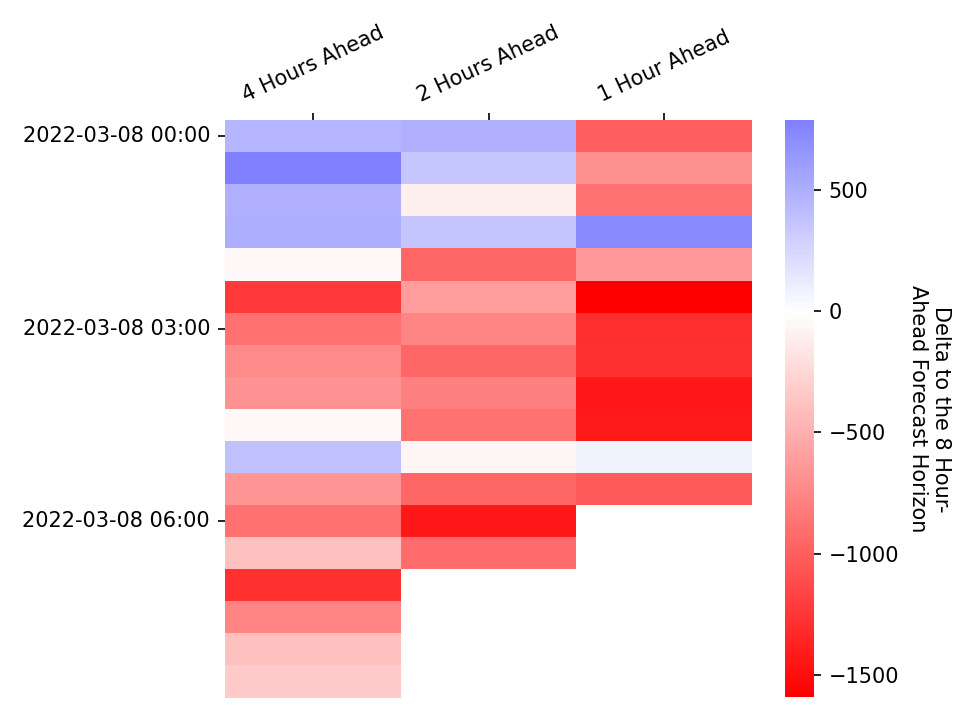 4 Hours Ahead
2 Hours Ahead
1 Hour Ahead
2022-03-08 00:00
2022-03-08 03:00
2022-03-08 06:00
500
0
−500
−1000
−1500
Delta to the 8 Hour-
Ahead Forecast Horizon